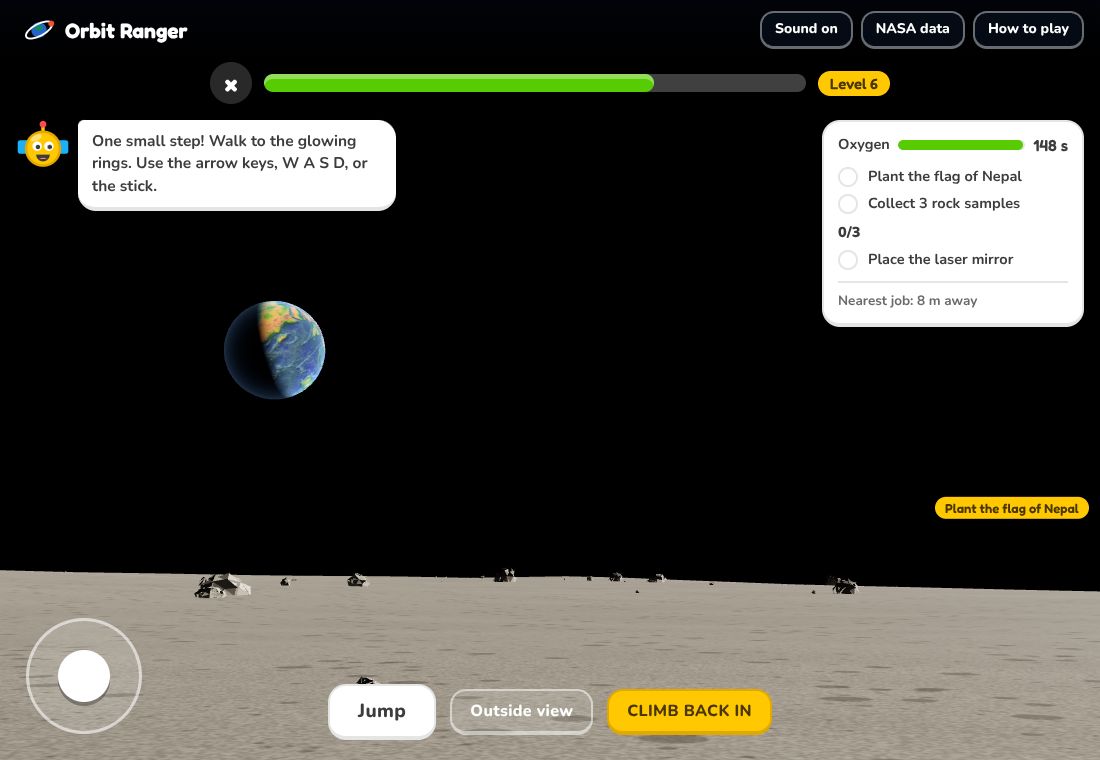 Orbit Ranger
Sound on
NASA data
How to play
Level 6
One small step! Walk to the glowing
rings. Use the arrow keys, W A S D, or
the stick.
Oxygen 148 s
Plant the flag of Nepal
Collect 3 rock samples
0/3
Place the laser mirror
Nearest job: 8 m away
Plant the flag of Nepal
Jump
Outside view
CLIMB BACK IN